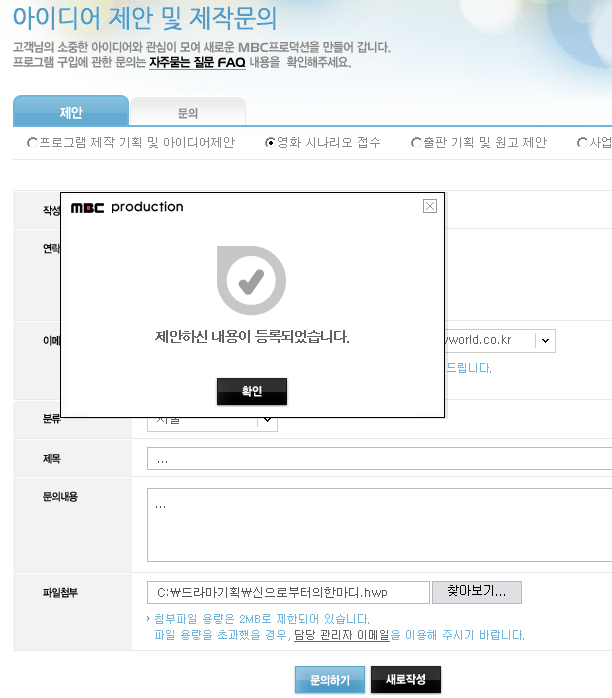 아이디어 제안 및 제작문의
고객님의 소중한 아이디어와 관심이 모여 새로운 MBC프로덕션을 만들어 갑니다.
프로그램 구입에 관한 문의는 자주묻는 질문 FAQ 내용을 확인해주세요.
제안 문의
프로그램 제작 기획 및 아이디어제안 영화 시나리오 접수 출판 기획 및 원고 제안 사업
작성
MBC production
연락
제안하신 내용이 등록되었습니다.
이메 world.co.kr
드립니다.
확인
분류
제목 ...
문의내용 ...
파일첨부 C:\드라마기획\신으로부터의한마디.hwp 찾아보기...
첨부파일 용량은 2MB로 제한되어 있습니다.
파일 용량을 초과했을 경우, 담당 관리자 이메일을 이용해 주시기 바랍니다.
문의하기 새로작성